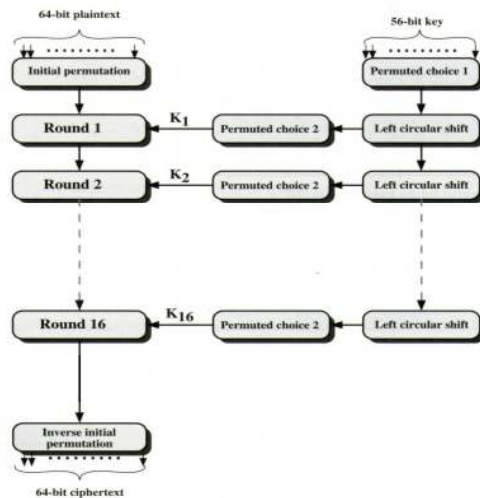 64-bit plaintext
56-bit key
Initial permutation
Permuted choice 1
Round 1
K1
Permuted choice 2
Left circular shift
Round 2
K2
Permuted choice 2
Left circular shift
Round 16
K16
Permuted choice 2
Left circular shift
Inverse initial
permutation
64-bit ciphertext